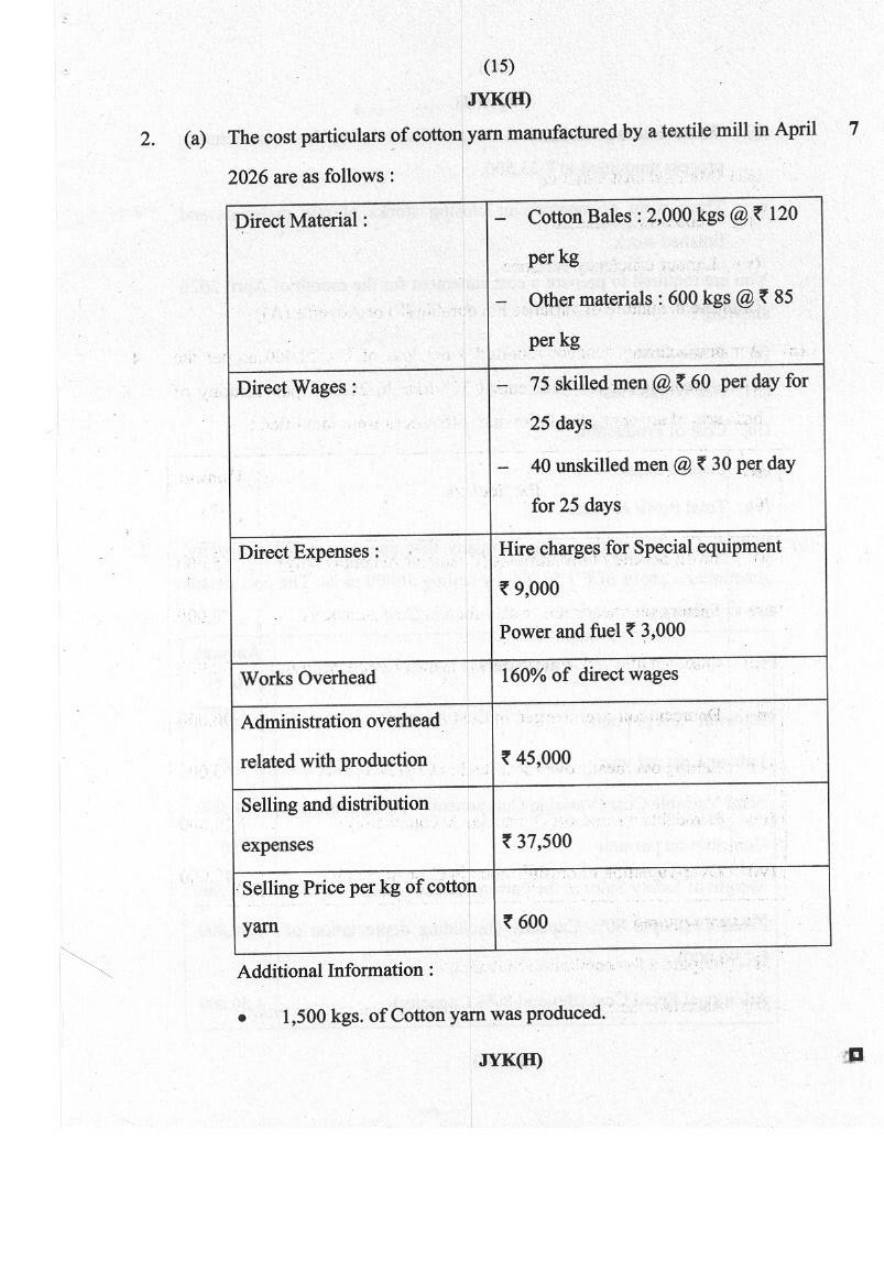 (15)
JYK(H)
2. (a) The cost particulars of cotton yarn manufactured by a textile mill in April 7
2026 are as follows :
Direct Material :
– Cotton Bales : 2,000 kgs @ ₹ 120
per kg
– Other materials : 600 kgs @ ₹ 85
per kg
Direct Wages :
– 75 skilled men @ ₹ 60 per day for
25 days
– 40 unskilled men @ ₹ 30 per day
for 25 days
Direct Expenses :
Hire charges for Special equipment
₹ 9,000
Power and fuel ₹ 3,000
Works Overhead
160% of direct wages
Administration overhead
related with production
₹ 45,000
Selling and distribution
expenses
₹ 37,500
Selling Price per kg of cotton
yarn
₹ 600
Additional Information :
• 1,500 kgs. of Cotton yarn was produced.
JYK(H)